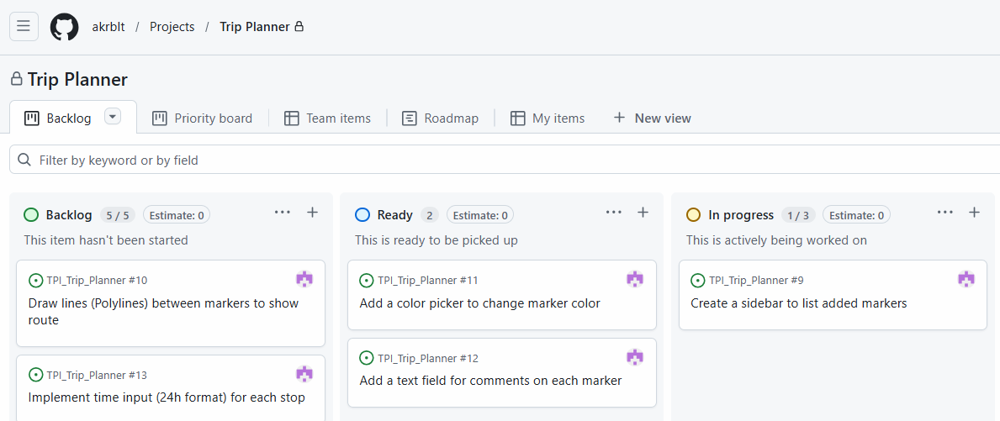 akrblt / Projects / Trip Planner
Trip Planner
Backlog Priority board Team items Roadmap My items New view
Filter by keyword or by field
Backlog 5 / 5 Estimate: 0
This item hasn't been started
TPI_Trip_Planner #10
Draw lines (Polylines) between markers to show
route
TPI_Trip_Planner #13
Implement time input (24h format) for each stop
Ready 2 Estimate: 0
This is ready to be picked up
TPI_Trip_Planner #11
Add a color picker to change marker color
TPI_Trip_Planner #12
Add a text field for comments on each marker
In progress 1 / 3 Estimate: 0
This is actively being worked on
TPI_Trip_Planner #9
Create a sidebar to list added markers